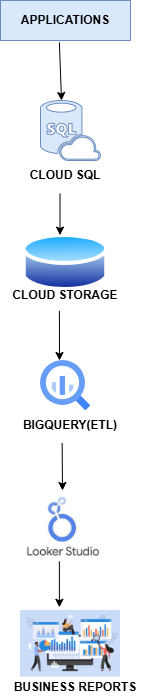 APPLICATIONS
SQL
CLOUD SQL
CLOUD STORAGE
BIGQUERY(ETL)
Looker Studio
BUSINESS REPORTS